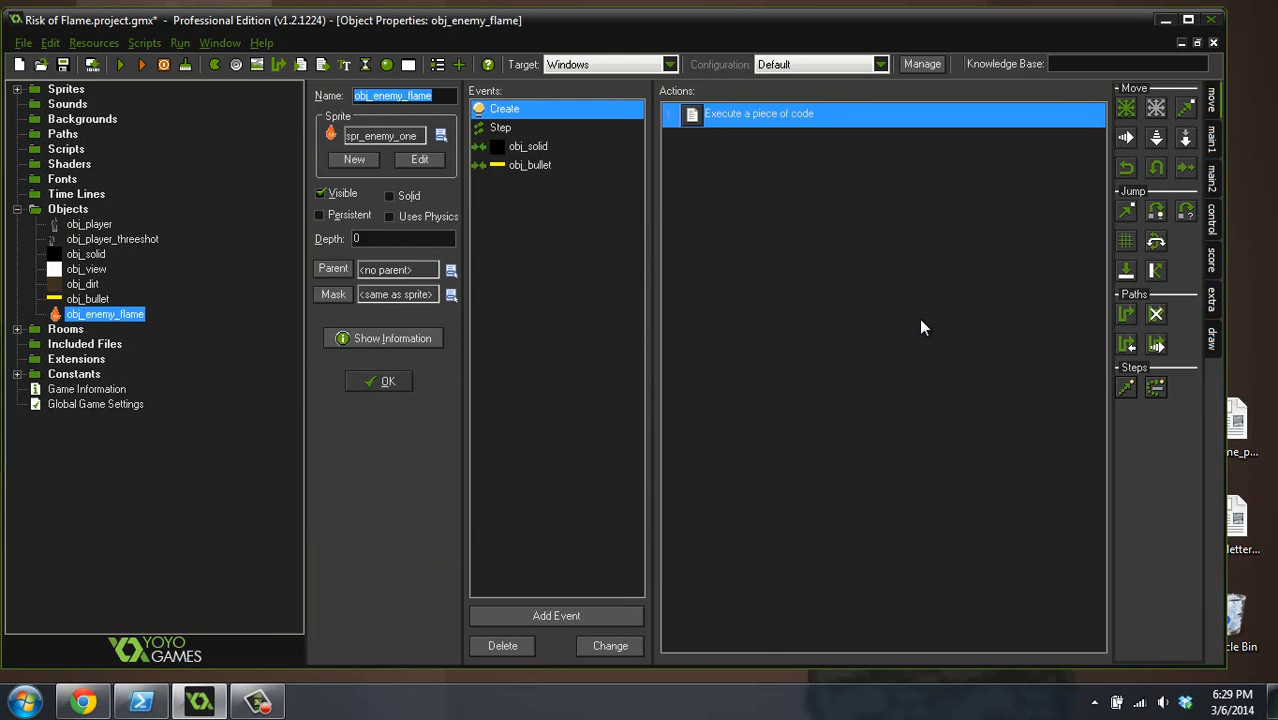 Risk of Flame.project.gmx* - Professional Edition (v1.2.1224) - [Object Properties: obj_enemy_flame]
File Edit Resources Scripts Run Window Help
Target: Windows Configuration: Default Manage Knowledge Base:
Sprites
Sounds
Backgrounds
Paths
Scripts
Shaders
Fonts
Time Lines
Objects
obj_player
obj_player_threeshot
obj_solid
obj_view
obj_dirt
obj_bullet
obj_enemy_flame
Rooms
Included Files
Extensions
Constants
Game Information
Global Game Settings
YOYO
GAMES
Name: obj_enemy_flame
Sprite
spr_enemy_one
New Edit
Visible Solid
Persistent Uses Physics
Depth: 0
Parent <no parent>
Mask <same as sprite>
Show Information
OK
Events:
Create
Step
obj_solid
obj_bullet
Add Event
Delete Change
Actions:
1 Execute a piece of code
Move
Jump
Paths
Steps
move
main1
main2
control
score
extra
draw
me_p...
etter...
cle Bin
6:29 PM
3/6/2014